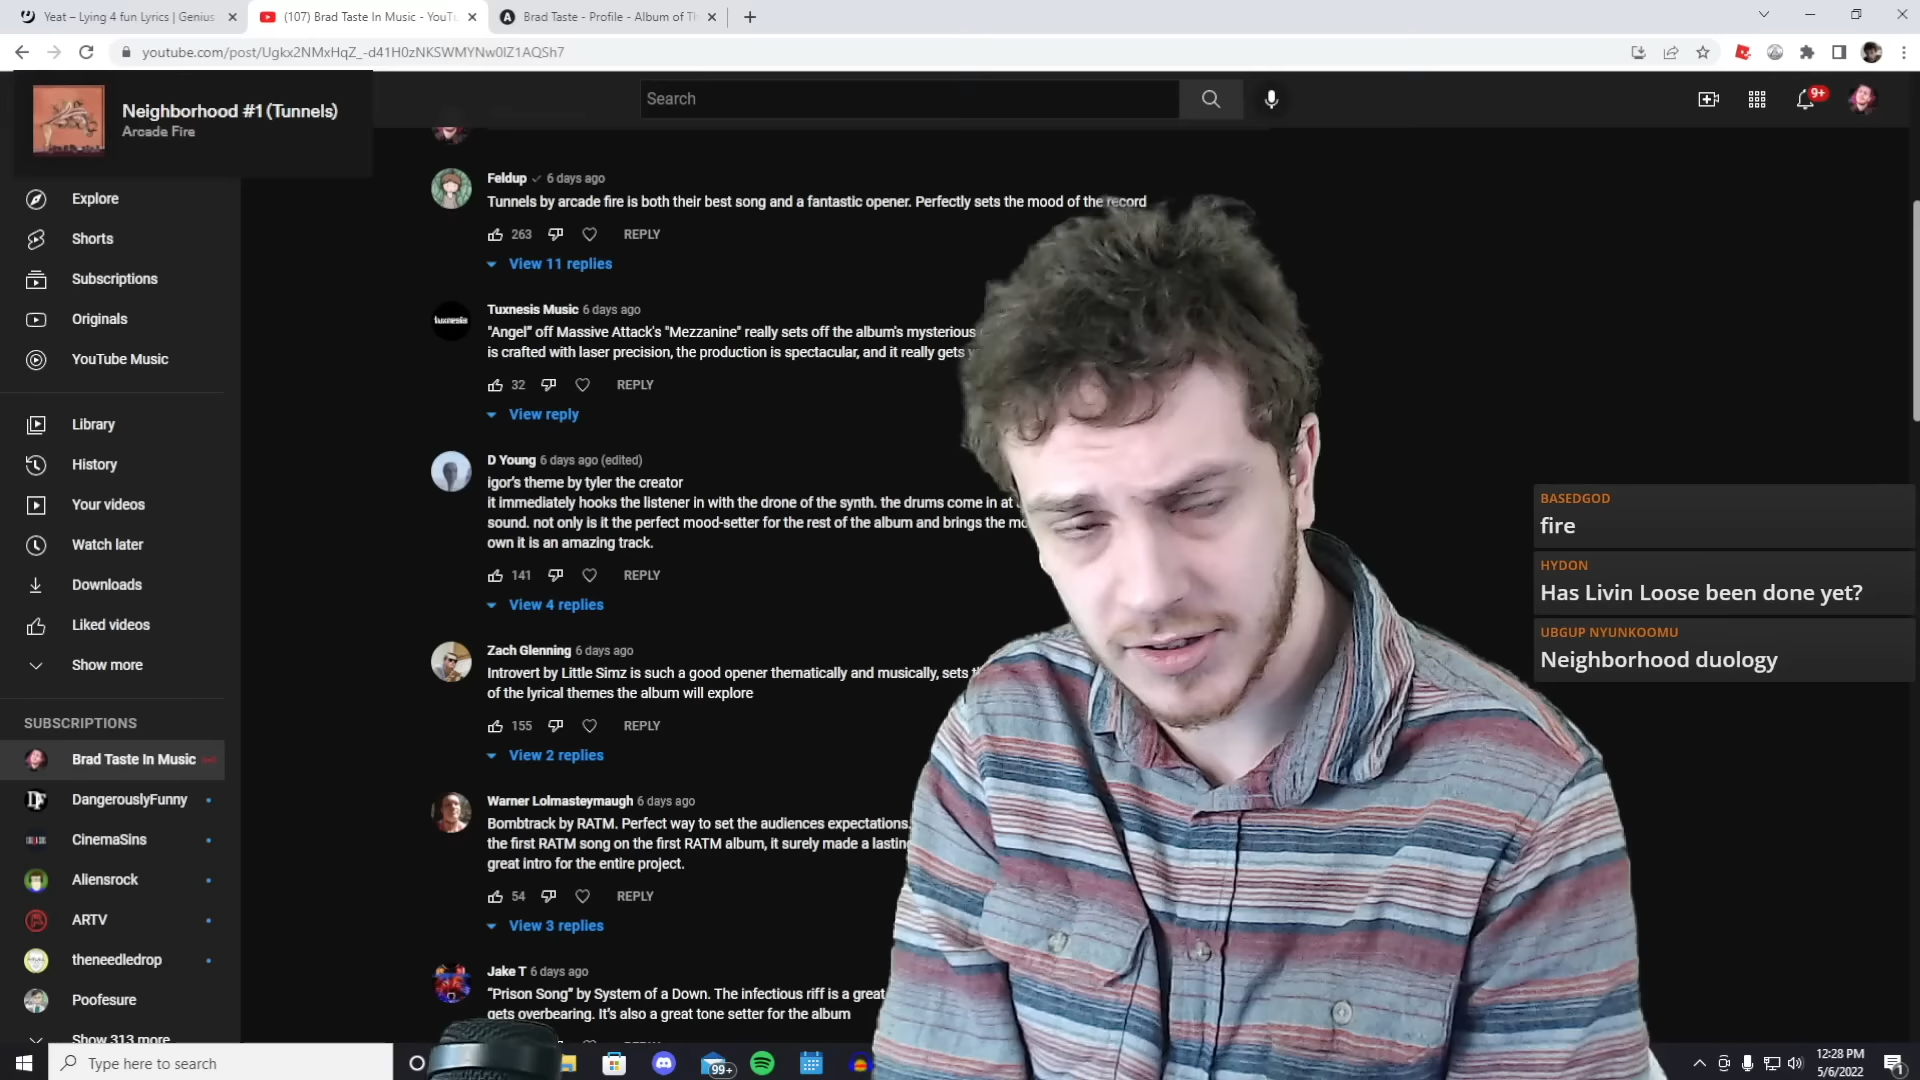 Yeat – Lying 4 fun Lyrics | Genius
(107) Brad Taste In Music - YouTu
Brad Taste - Profile - Album of Th
youtube.com/post/Ugkx2NMxHqZ_-d41H0zNKSWMYNw0lZ1AQSh7
Neighborhood #1 (Tunnels)
Arcade Fire
Search
9+
Explore
Shorts
Subscriptions
Originals
YouTube Music
Library
History
Your videos
Watch later
Downloads
Liked videos
Show more
SUBSCRIPTIONS
Brad Taste In Music
DangerouslyFunny
CinemaSins
Aliensrock
ARTV
theneedledrop
Poofesure
Show 313 more
Feldup 6 days ago
Tunnels by arcade fire is both their best song and a fantastic opener. Perfectly sets the mood of the record
263 REPLY
View 11 replies
tuxnesis
Tuxnesis Music 6 days ago
"Angel" off Massive Attack's "Mezzanine" really sets off the album's mysterious
is crafted with laser precision, the production is spectacular, and it really gets
32 REPLY
View reply
D Young 6 days ago (edited)
igor's theme by tyler the creator
it immediately hooks the listener in with the drone of the synth. the drums come in at
sound. not only is it the perfect mood-setter for the rest of the album and brings the mo
own it is an amazing track.
141 REPLY
View 4 replies
Zach Glenning 6 days ago
Introvert by Little Simz is such a good opener thematically and musically, sets
of the lyrical themes the album will explore
155 REPLY
View 2 replies
Warner Lolmasteymaugh 6 days ago
Bombtrack by RATM. Perfect way to set the audiences expectations.
the first RATM song on the first RATM album, it surely made a lasting
great intro for the entire project.
54 REPLY
View 3 replies
Jake T 6 days ago
"Prison Song" by System of a Down. The infectious riff is a great
gets overbearing. It's also a great tone setter for the album
BASEDGOD
fire
HYDON
Has Livin Loose been done yet?
UBGUP NYUNKOOMU
Neighborhood duology
Type here to search
99+
12:28 PM
5/6/2022
1